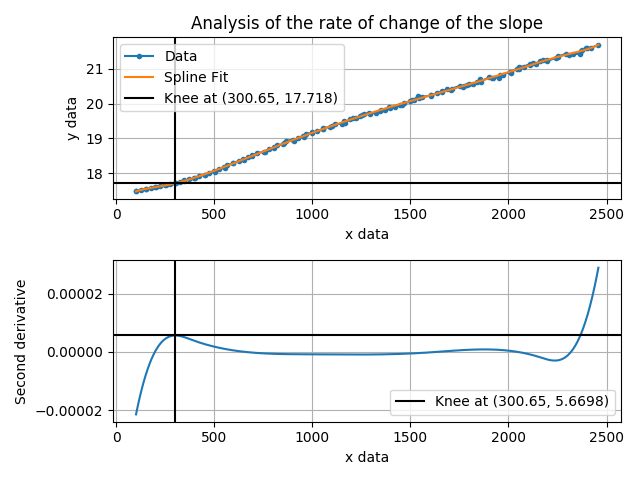 Analysis of the rate of change of the slope
Data
Spline Fit
Knee at (300.65, 17.718)
21
20
19
18
y data
0
500
1000
1500
2000
2500
x data
0.00002
0.00000
−0.00002
Second derivative
Knee at (300.65, 5.6698)
0
500
1000
1500
2000
2500
x data